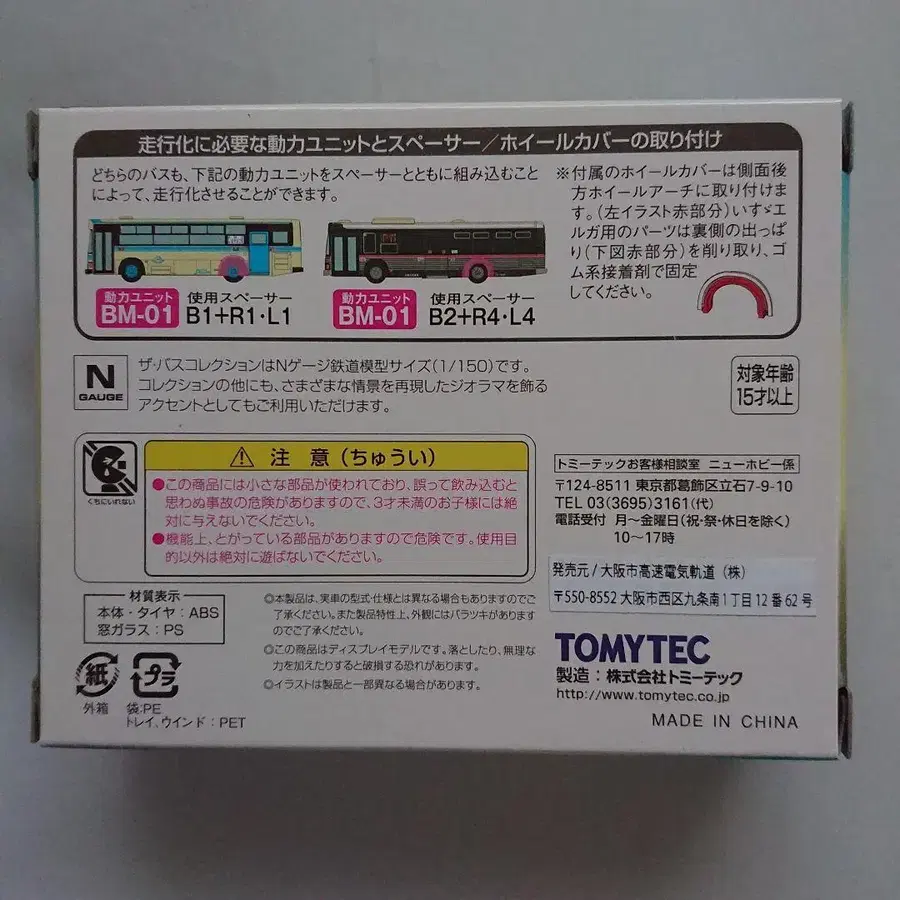 走行化に必要な動力ユニットとスペーサー／ホイールカバーの取り付け
どちらのバスも、下記の動力ユニットをスペーサーとともに組み込むこと
によって、走行化させることができます。
動力ユニット
BM-01
使用スペーサー
B1+R1・L1
動力ユニット
BM-01
使用スペーサー
B2+R4・L4
※付属のホイールカバーは側面後
方ホイールアーチに取り付けま
す。(左イラスト赤部分)いすゞエ
ルガ用のパーツは裏側の出っぱ
り(下図赤部分)を削り取り、ゴ
ム系接着剤で固定
してください。
N
GAUGE
ザ・バスコレクションはNゲージ鉄道模型サイズ(1/150)です。
コレクションの他にも、さまざまな情景を再現したジオラマを飾る
アクセントとしてもご利用いただけます。
対象年齢
15才以上
くちにいれない
⚠ 注 意 (ちゅうい)
●この商品には小さな部品が使われており、誤って飲み込むと
思わぬ事故の危険がありますので、3才未満のお子様には絶
対に与えないでください。
●機能上、とがっている部品がありますので危険です。使用目
的以外は絶対に遊ばないでください。
トミーテックお客様相談室 ニューホビー係
〒124-8511 東京都葛飾区立石7-9-10
TEL 03(3695)3161(代)
電話受付 月〜金曜日(祝・祭・休日を除く)
10〜17時
発売元 / 大阪市高速電気軌道 (株)
〒550-8552 大阪市西区九条南1丁目12番62号
材質表示
本体・タイヤ：ABS
窓ガラス：PS
紙
外箱
プラ
袋:PE
トレイ、ウインド：PET
◎本製品は、実車の型式・仕様とは異なる場合もありますのでご
了承ください。また製品特性上、外観にはバラツキがあります
のでご了承ください。
◎この商品はディスプレイモデルです。落としたり、無理な
力を加えたりすると破損する恐れがあります。
◎イラストは製品と一部異なる場合があります。
TOMYTEC
製造：株式会社トミーテック
http://www.tomytec.co.jp
MADE IN CHINA